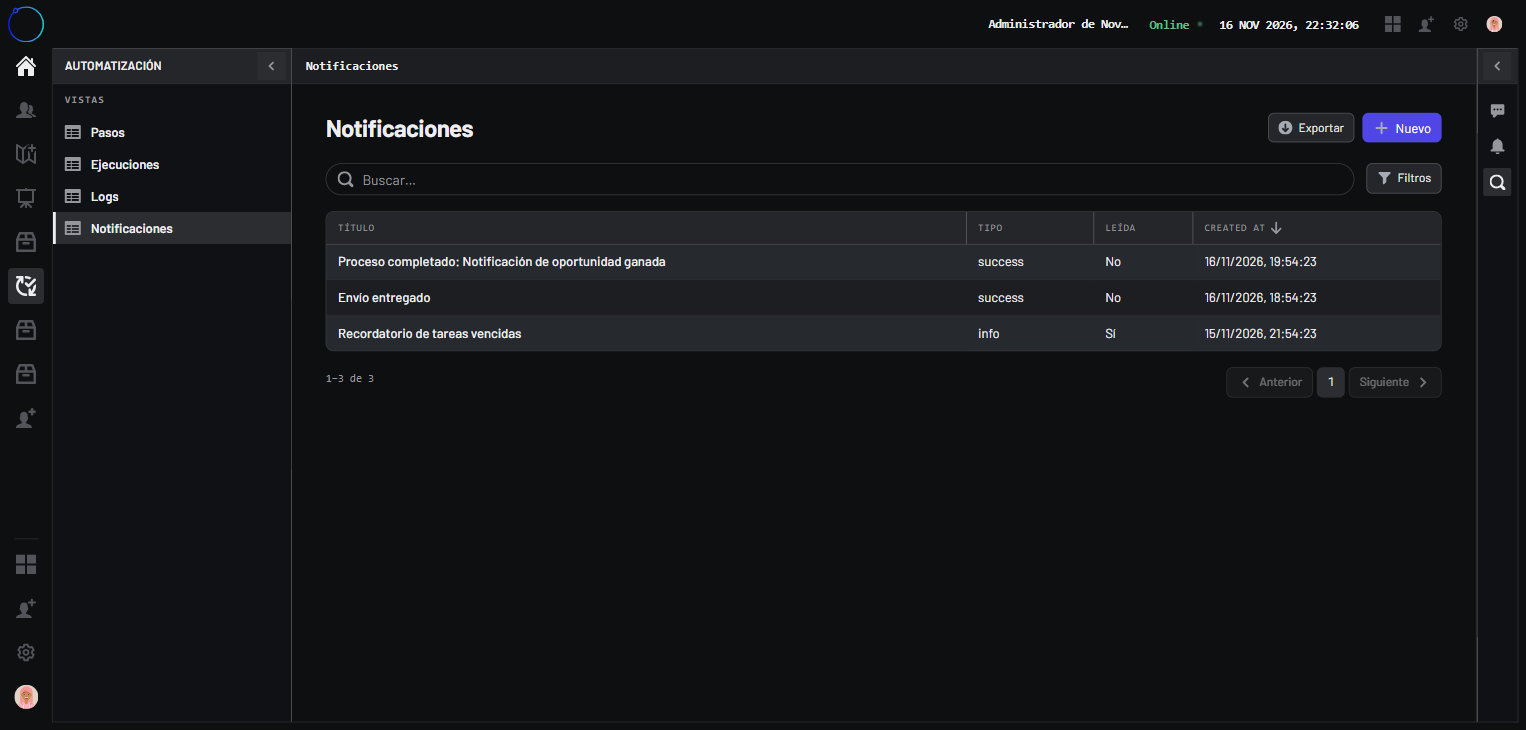 Administrador de Nov… Online 16 NOV 2026, 22:32:06
AUTOMATIZACIÓN
VISTAS
Pasos
Ejecuciones
Logs
Notificaciones
Notificaciones
Notificaciones
Exportar
Nuevo
Buscar...
Filtros
TÍTULO TIPO LEÍDA CREATED AT
Proceso completado: Notificación de oportunidad ganada success No 16/11/2026, 19:54:23
Envío entregado success No 16/11/2026, 18:54:23
Recordatorio de tareas vencidas info Sí 15/11/2026, 21:54:23
1–3 de 3
Anterior 1 Siguiente